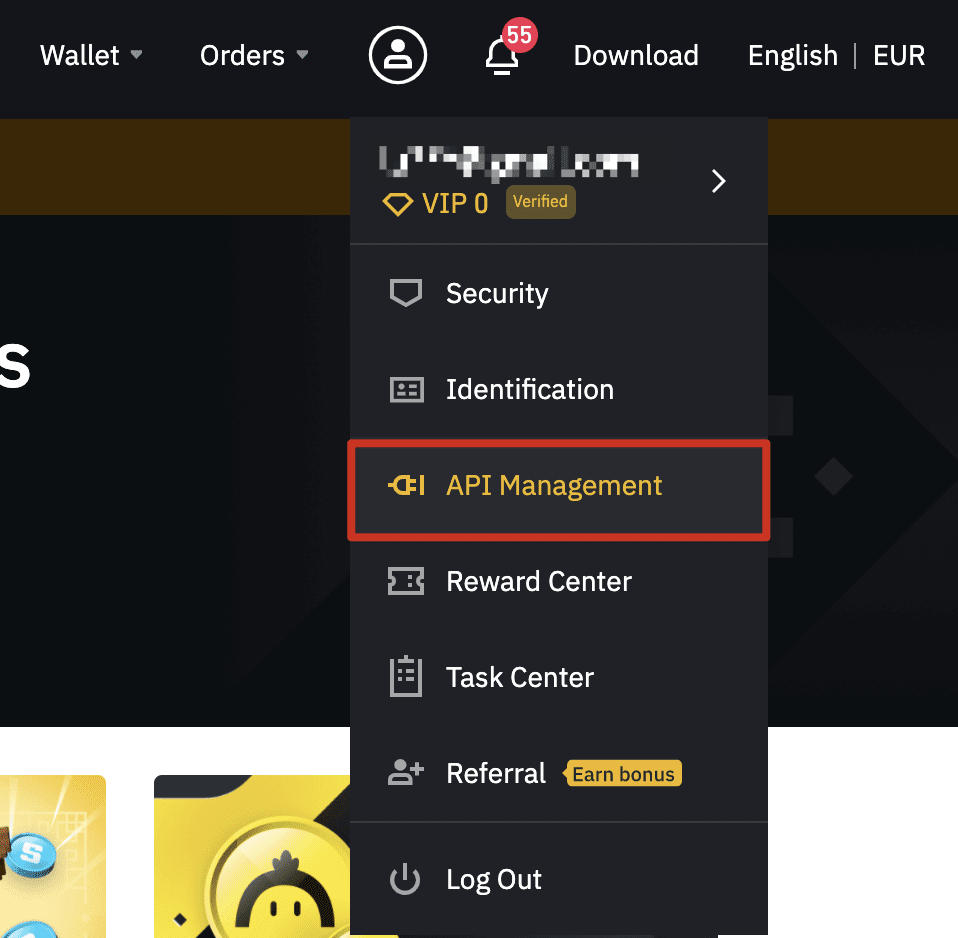 Wallet Orders 55 Download English | EUR
VIP 0 Verified
Security
s
Identification
API Management
Reward Center
Task Center
Referral Earn bonus
Log Out
S